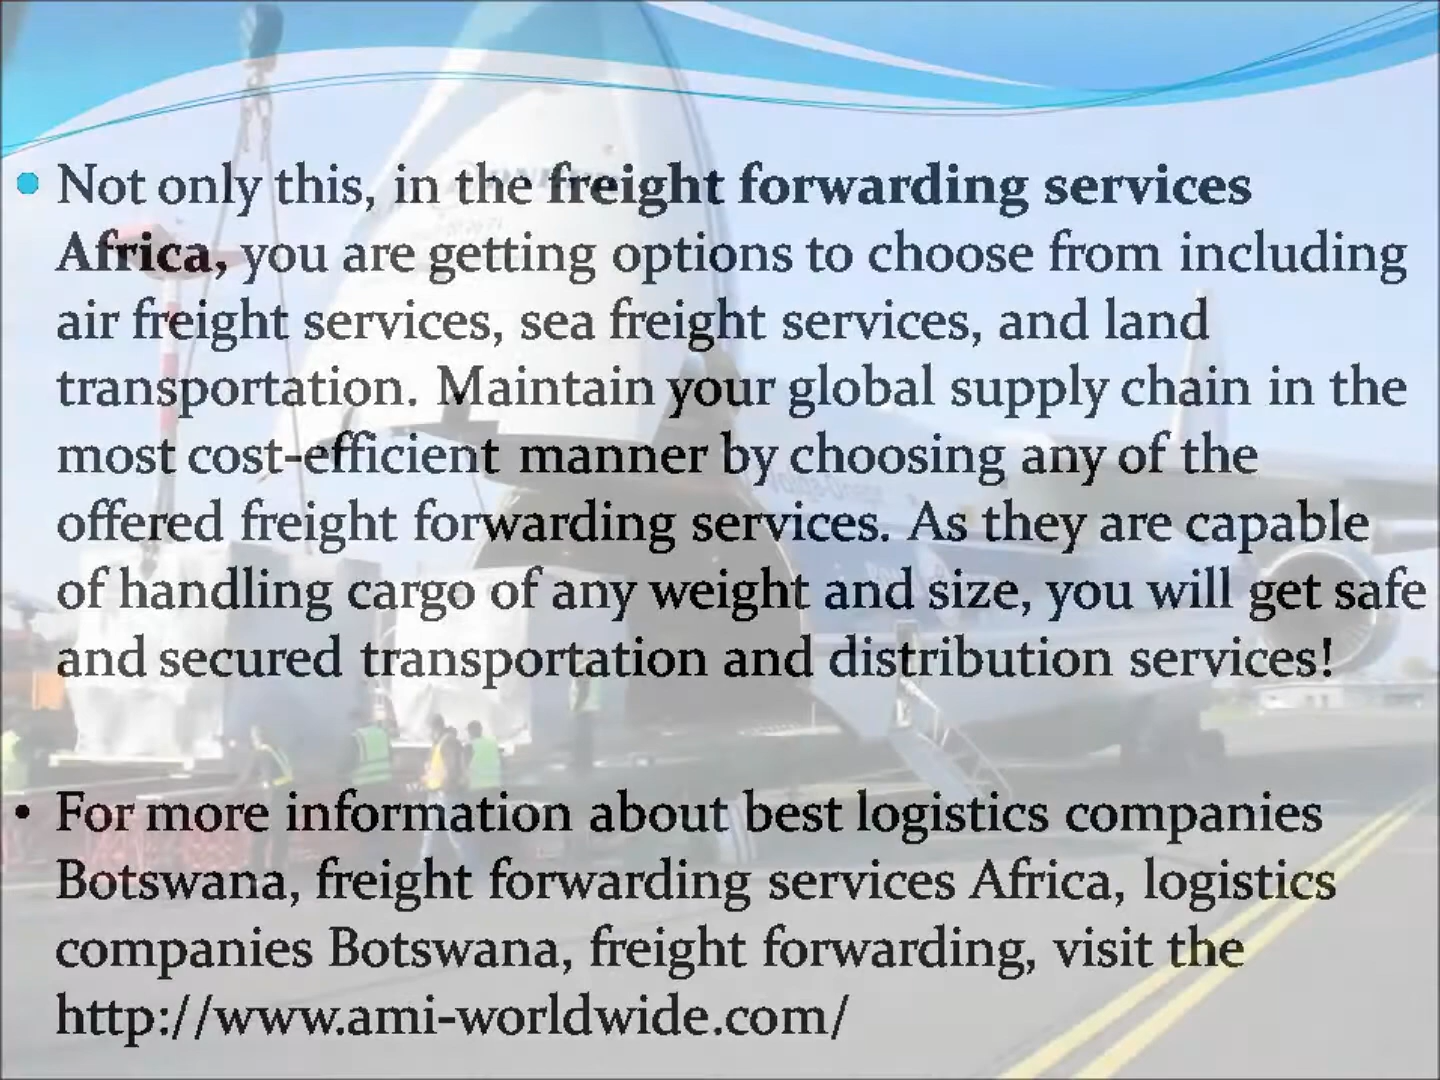 • Not only this, in the freight forwarding services
Africa, you are getting options to choose from including
air freight services, sea freight services, and land
transportation. Maintain your global supply chain in the
most cost-efficient manner by choosing any of the
offered freight forwarding services. As they are capable
of handling cargo of any weight and size, you will get safe
and secured transportation and distribution services!
• For more information about best logistics companies
Botswana, freight forwarding services Africa, logistics
companies Botswana, freight forwarding, visit the
http://www.ami-worldwide.com/